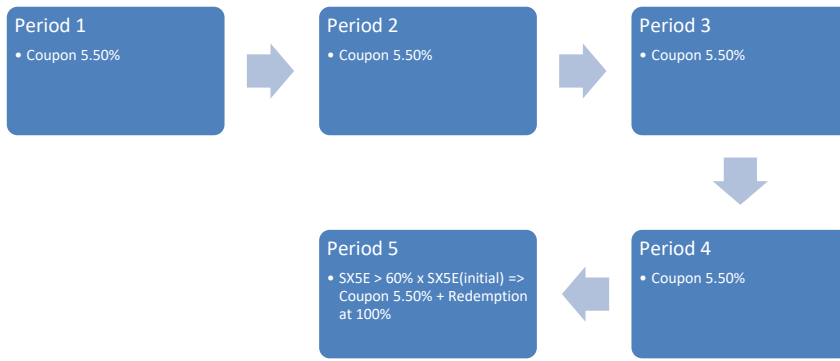 Period 1
• Coupon 5.50%
Period 2
• Coupon 5.50%
Period 3
• Coupon 5.50%
Period 4
• Coupon 5.50%
Period 5
• SX5E > 60% x SX5E(initial) =>
Coupon 5.50% + Redemption
at 100%